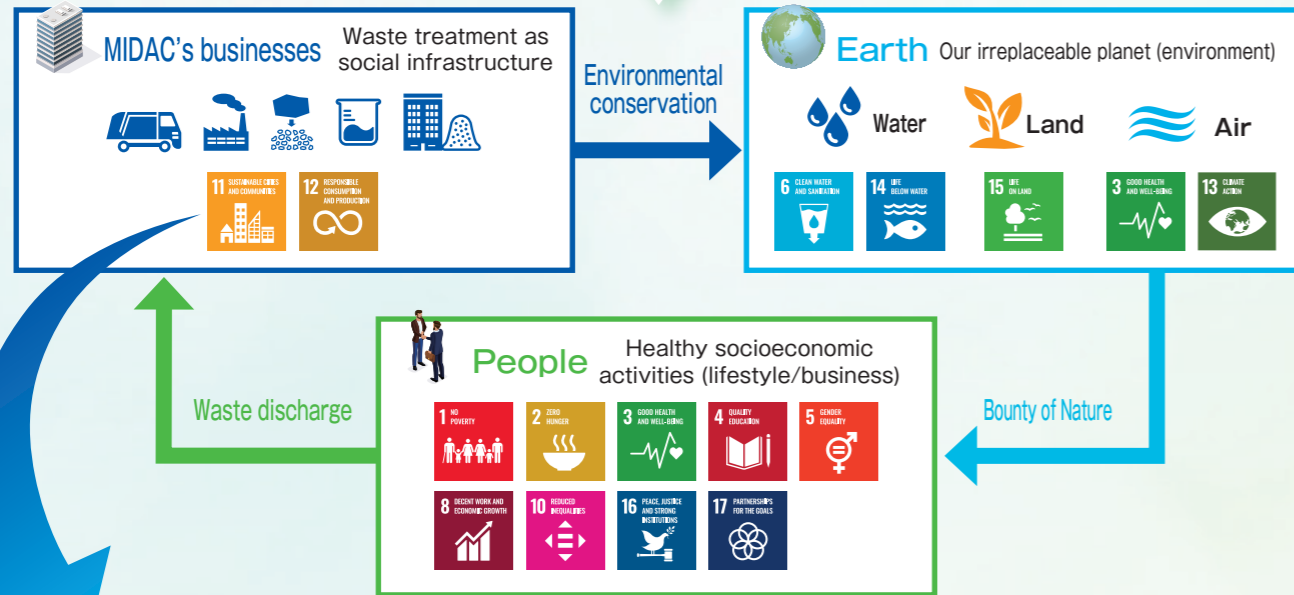 MIDAC's businesses
Waste treatment as
social infrastructure
11 SUSTAINABLE CITIES
AND COMMUNITIES
12 RESPONSIBLE
CONSUMPTION
AND PRODUCTION
Environmental
conservation
Earth Our irreplaceable planet (environment)
Water
Land
Air
6 CLEAN WATER
AND SANITATION
14 LIFE
BELOW WATER
15 LIFE
ON LAND
3 GOOD HEALTH
AND WELL-BEING
13 CLIMATE
ACTION
Waste discharge
People
Healthy socioeconomic
activities (lifestyle/business)
1 NO
POVERTY
2 ZERO
HUNGER
3 GOOD HEALTH
AND WELL-BEING
4 QUALITY
EDUCATION
5 GENDER
EQUALITY
8 DECENT WORK AND
ECONOMIC GROWTH
10 REDUCED
INEQUALITIES
16 PEACE, JUSTICE
AND STRONG
INSTITUTIONS
17 PARTNERSHIPS
FOR THE GOALS
Bounty of Nature